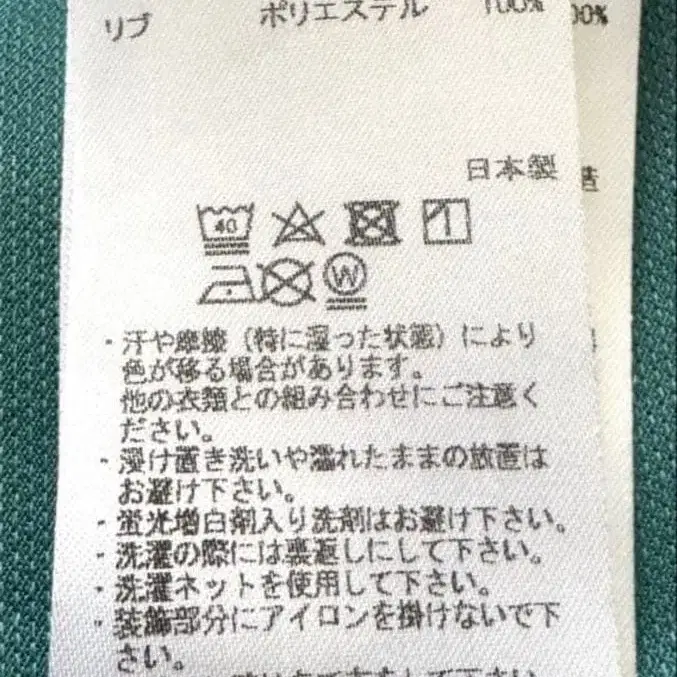 リブ ポリエステル 100%
00%
日本製
造
40
W
・汗や摩擦（特に湿った状態）により
色が移る場合があります。
他の衣類との組み合わせにご注意く
ださい。
・浸け置き洗いや濡れたままの放置は
お避け下さい。
・蛍光増白剤入り洗剤はお避け下さい。
・洗濯の際には裏返しにして下さい。
・洗濯ネットを使用して下さい。
・装飾部分にアイロンを掛けないで下
さい。